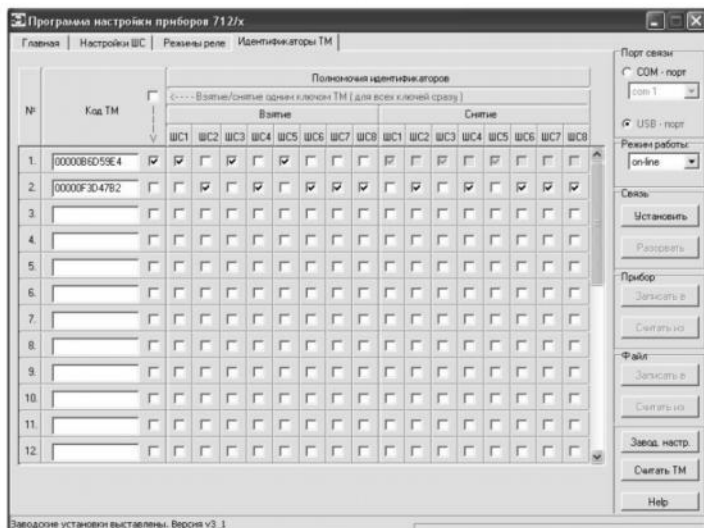 Программа настройки приборов 712/х
Главная Настройки ШС Режимы реле Идентификаторы ТМ
№ Код ТМ Полномочия идентификаторов
<---- Взятие/снятие одним ключом ТМ ( для всех ключей сразу )
Взятие Снятие
ШС1 ШС2 ШС3 ШС4 ШС5 ШС6 ШС7 ШС8 ШС1 ШС2 ШС3 ШС4 ШС5 ШС6 ШС7 ШС8
1. 00000B6D59E4
2. 00000F3D47B2
3.
4.
5.
6.
7.
8.
9.
10.
11.
12.
Порт связи
COM - порт
com 1
USB - порт
Режим работы:
on-line
Связь
Установить
Разорвать
Прибор
Записать в
Считать из
Файл
Записать в
Считать из
Завод. настр.
Считать ТМ
Help
Заводские установки выставлены. Версия v3_1